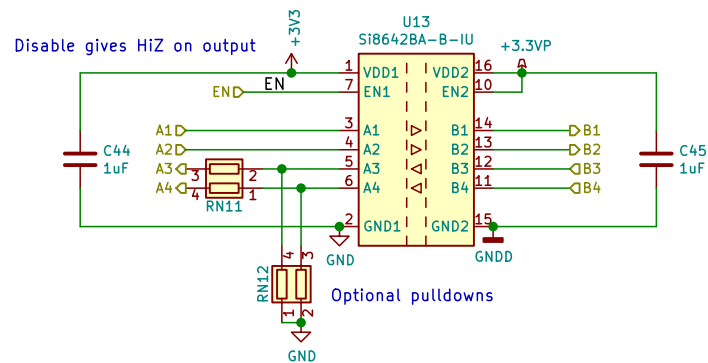 U13
Si8642BA-B-IU
Disable gives HiZ on output
+3V3
+3.3VP
1 VDD1 VDD2 16
EN EN 7 EN1 EN2 10
A1 3 A1 B1 14 B1
A2 4 A2 B2 13 B2
A3 3 2 5 A3 B3 12 B3
A4 4 1 6 A4 B4 11 B4
C44
1uF
C45
1uF
RN11
2 GND1 GND2 15
GND
GNDD
4 3
RN12
1 2
Optional pulldowns
GND